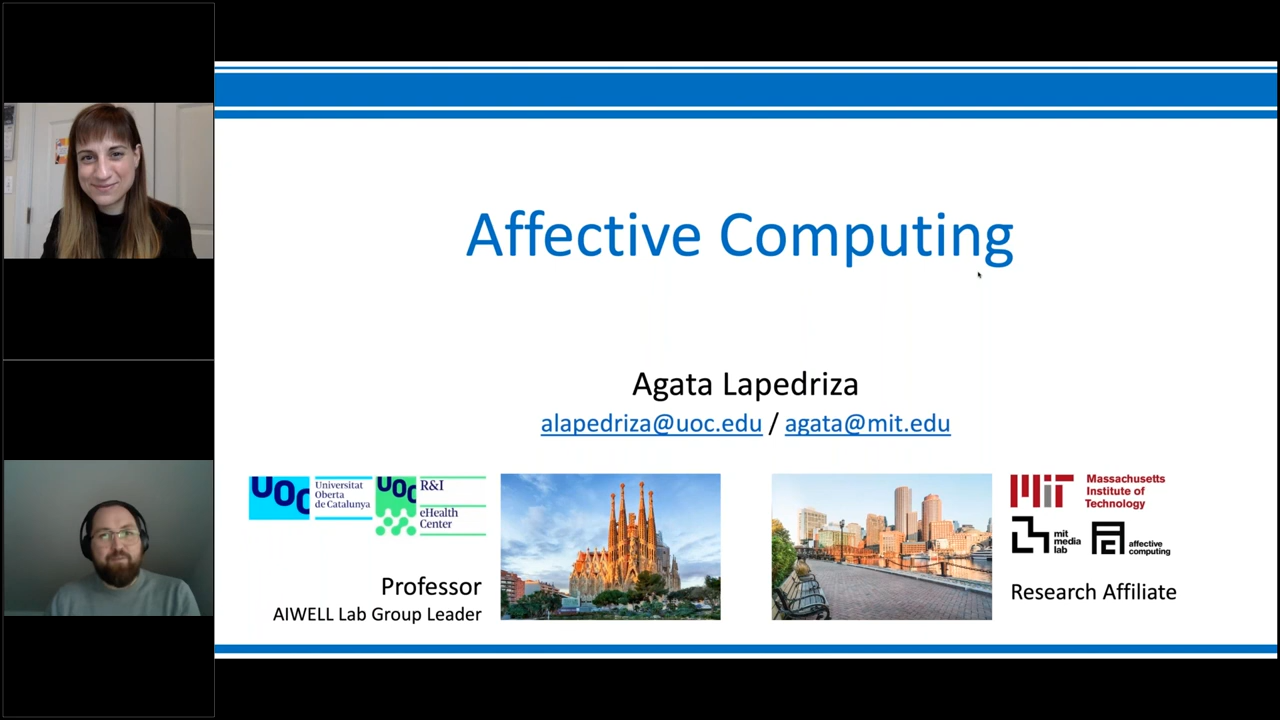 Affective Computing
Agata Lapedriza
alapedriza@uoc.edu / agata@mit.edu
UOC
Universitat
Oberta
de Catalunya
UOC
R&I
eHealth
Center
Professor
AIWELL Lab Group Leader
MIT
Massachusetts
Institute of
Technology
mit
media
lab
affective
computing
Research Affiliate